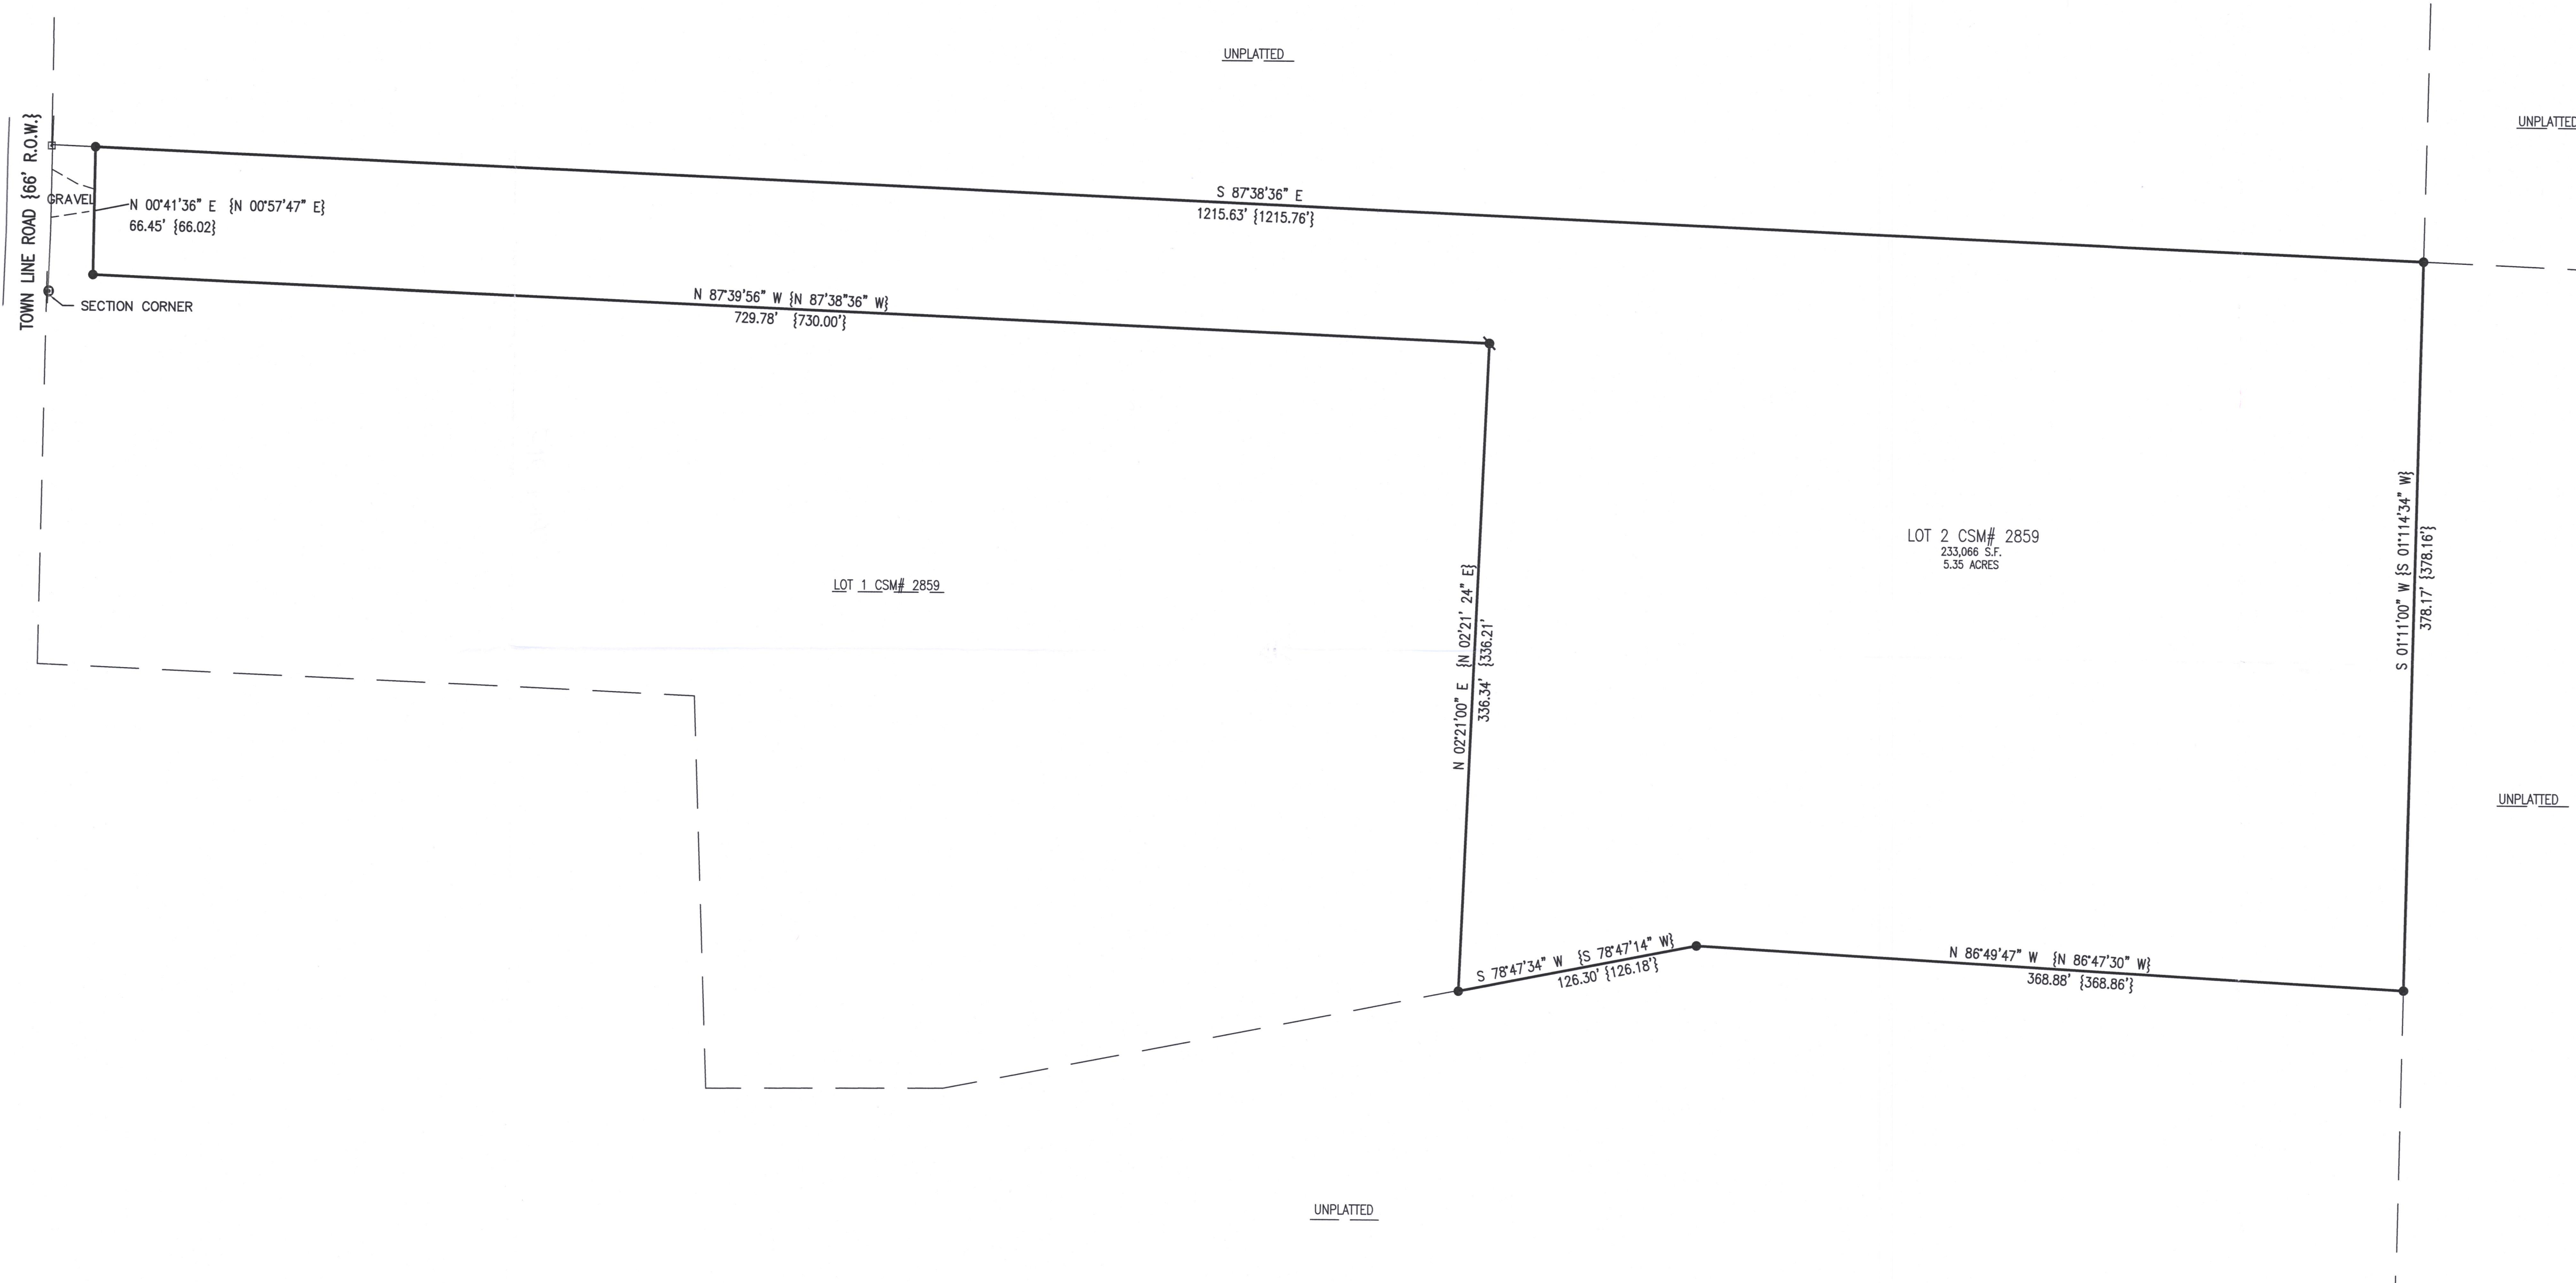 UNPLATTED
UNPLATTED
TOWN LINE ROAD {66' R.O.W.}
GRAVEL
N 00°41'36" E {N 00°57'47" E}
66.45' {66.02}
S 87°38'36" E
1215.63' {1215.76'}
SECTION CORNER
N 87°39'56" W {N 87°38"36" W}
729.78' {730.00'}
LOT 1 CSM# 2859
N 02°21'00" E {N 02°21' 24" E}
336.34' {336.21'
LOT 2 CSM# 2859
233,066 S.F.
5.35 ACRES
S 01°11'00" W {S 01°114'34" W}
378.17' {378.16'}
UNPLATTED
S 78°47'34" W {S 78°47'14" W}
126.30' {126.18'}
N 86°49'47" W {N 86°47'30" W}
368.88' {368.86'}
UNPLATTED